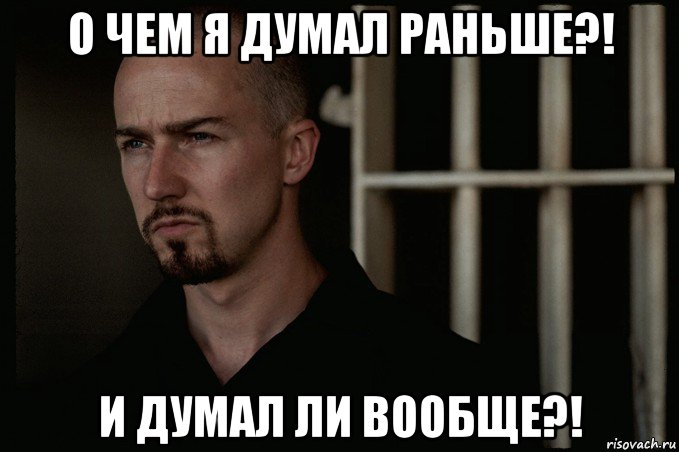 О ЧЕМ Я ДУМАЛ РАНЬШЕ?!
И ДУМАЛ ЛИ ВООБЩЕ?!
risovach.ru